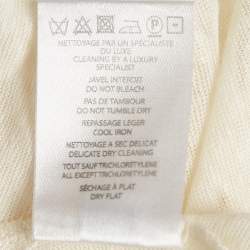 NETTOYAGE PAR UN SPECIALISTE
DU LUXE
CLEANING BY A LUXURY
SPECIALIST
JAVEL INTERDIT
DO NOT BLEACH
PAS DE TAMBOUR
DO NOT TUMBLE DRY
REPASSAGE LEGER
COOL IRON
NETTOYAGE A SEC DELICAT
DELICATE DRY CLEANING
TOUT SAUF TRICHLORETYLENE
ALL EXCEPT TRICHLORETYLENE
SÉCHAGE À PLAT
DRY FLAT